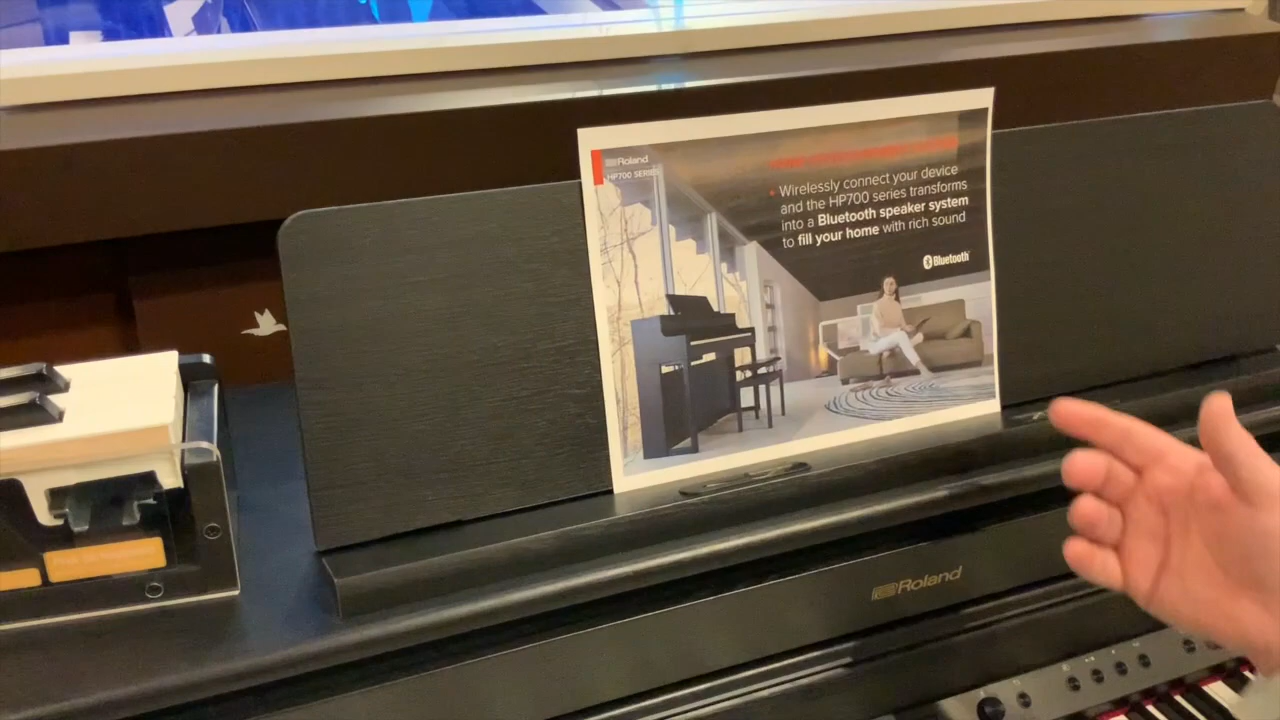 Roland
HP700 SERIES
• Wirelessly connect your device
and the HP700 series transforms
into a Bluetooth speaker system
to fill your home with rich sound
Bluetooth
Roland